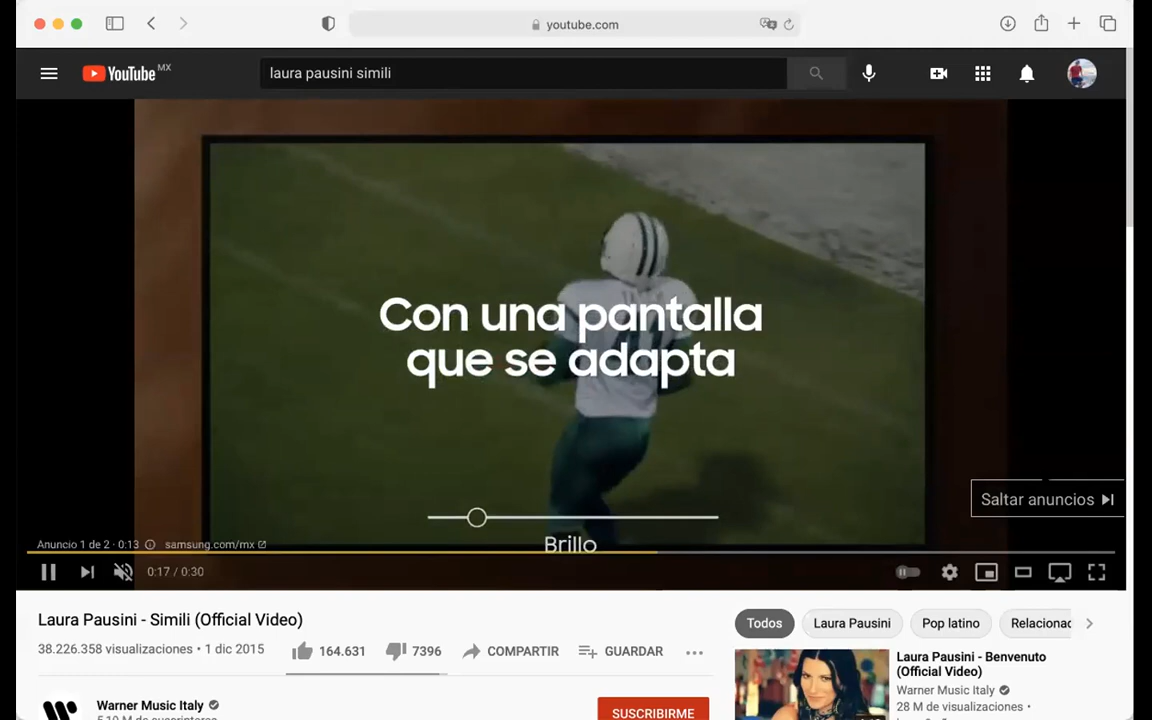 youtube.com
YouTube MX
laura pausini simili
Con una pantalla
que se adapta
Saltar anuncios
Brillo
Anuncio 1 de 2 · 0:13 samsung.com/mx
0:17 / 0:30
Laura Pausini - Simili (Official Video)
38.226.358 visualizaciones • 1 dic 2015
164.631
7396
COMPARTIR
GUARDAR
Warner Music Italy
SUSCRIBIRME
Todos
Laura Pausini
Pop latino
Relacionac
Laura Pausini - Benvenuto
(Official Video)
Warner Music Italy
28 M de visualizaciones •